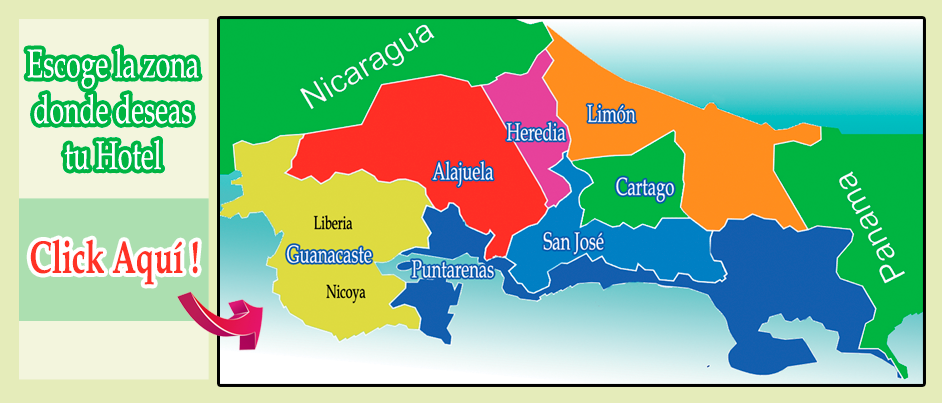 Escoge la zona
donde deseas
tu Hotel
Click Aquí !
Nicaragua
Heredia
Limón
Alajuela
Cartago
Panama
Liberia
Guanacaste
San José
Puntarenas
Nicoya